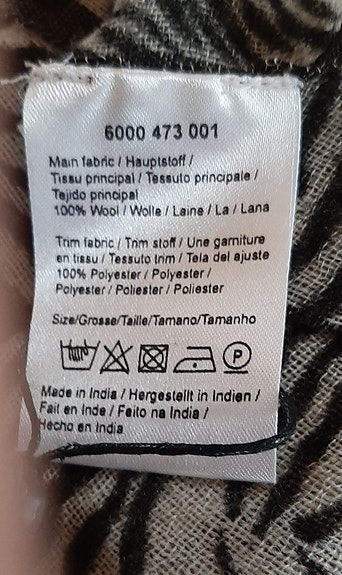 6000 473 001
Main fabric / Hauptstoff /
Tissu principal / Tessuto principale /
Tejido principal
100% Wool / Wolle / Laine / La / Lana
Trim fabric / Trim stoff / Une garniture
en tissu / Tessuto trim / Tela del ajuste
100% Polyester / Polyester /
Polyester / Poliester / Poliester
Size/Grosse/Taille/Tamano/Tamanho
P
Made in India / Hergestellt in Indien /
Fait en Inde / Faito na India /
Hecho en India